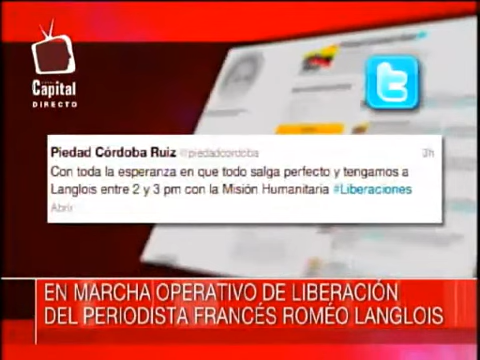 Capital
DIRECTO
Piedad Córdoba Ruiz @piedadcordoba 3h
Con toda la esperanza en que todo salga perfecto y tengamos a
Langlois entre 2 y 3 pm con la Misión Humanitaria #Liberaciones
Abrir
EN MARCHA OPERATIVO DE LIBERACIÓN
DEL PERIODISTA FRANCÉS ROMÉO LANGLOIS